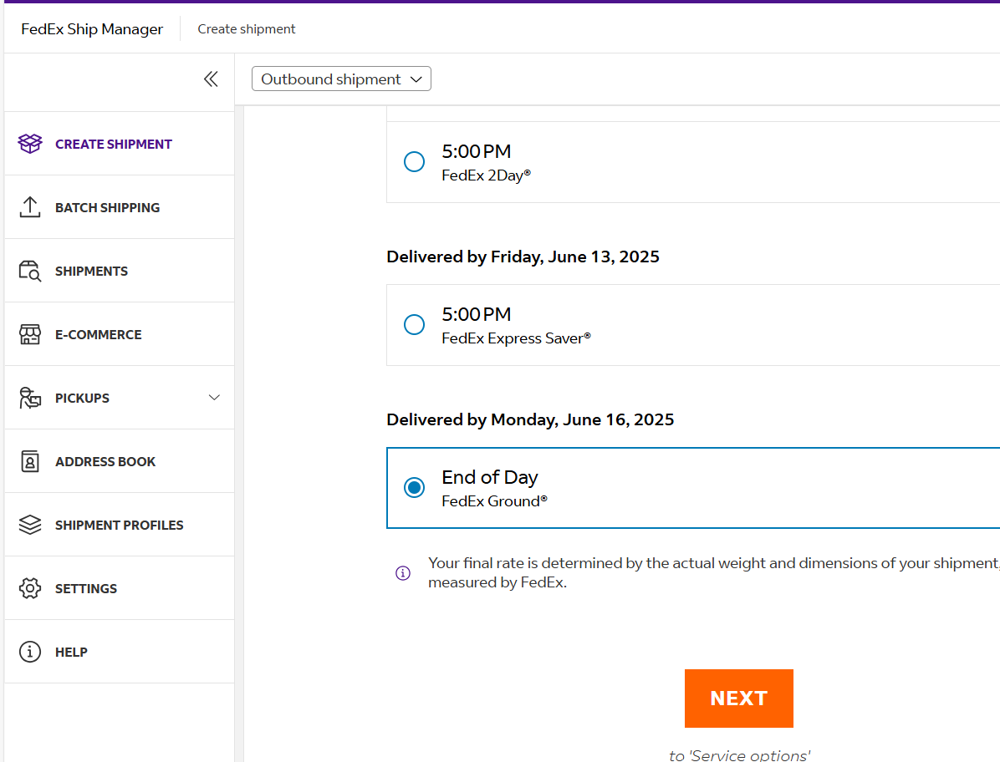 FedEx Ship Manager
Create shipment
Outbound shipment
CREATE SHIPMENT
BATCH SHIPPING
SHIPMENTS
E-COMMERCE
PICKUPS
ADDRESS BOOK
SHIPMENT PROFILES
SETTINGS
HELP
5:00 PM
FedEx 2Day®
Delivered by Friday, June 13, 2025
5:00 PM
FedEx Express Saver®
Delivered by Monday, June 16, 2025
End of Day
FedEx Ground®
Your final rate is determined by the actual weight and dimensions of your shipment,
measured by FedEx.
NEXT
to 'Service options'